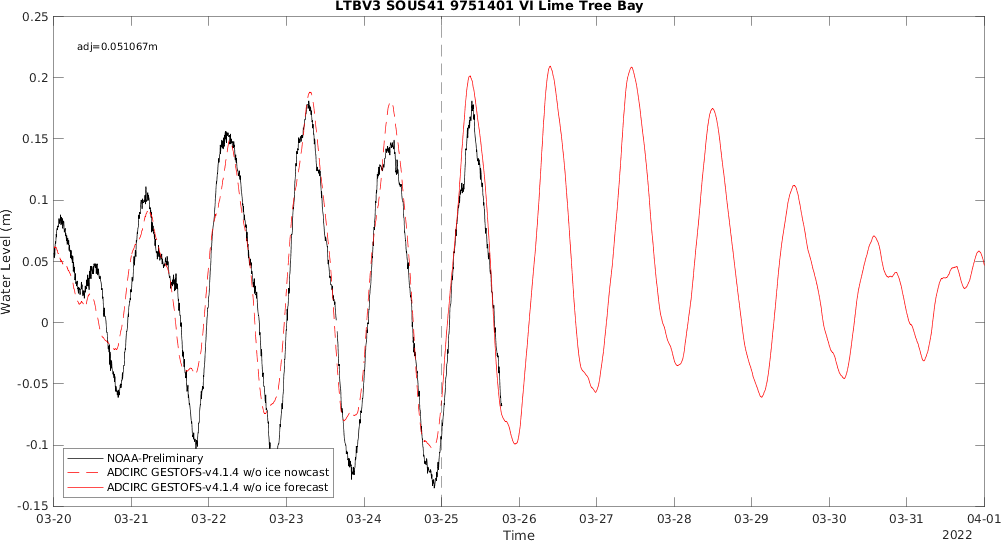 LTBV3 SOUS41 9751401 VI Lime Tree Bay
adj=0.051067m
Water Level (m)
0.25
0.2
0.15
0.1
0.05
0
-0.05
-0.1
-0.15
NOAA-Preliminary
ADCIRC GESTOFS-v4.1.4 w/o ice nowcast
ADCIRC GESTOFS-v4.1.4 w/o ice forecast
03-20 03-21 03-22 03-23 03-24 03-25 03-26 03-27 03-28 03-29 03-30 03-31 04-01
Time
2022